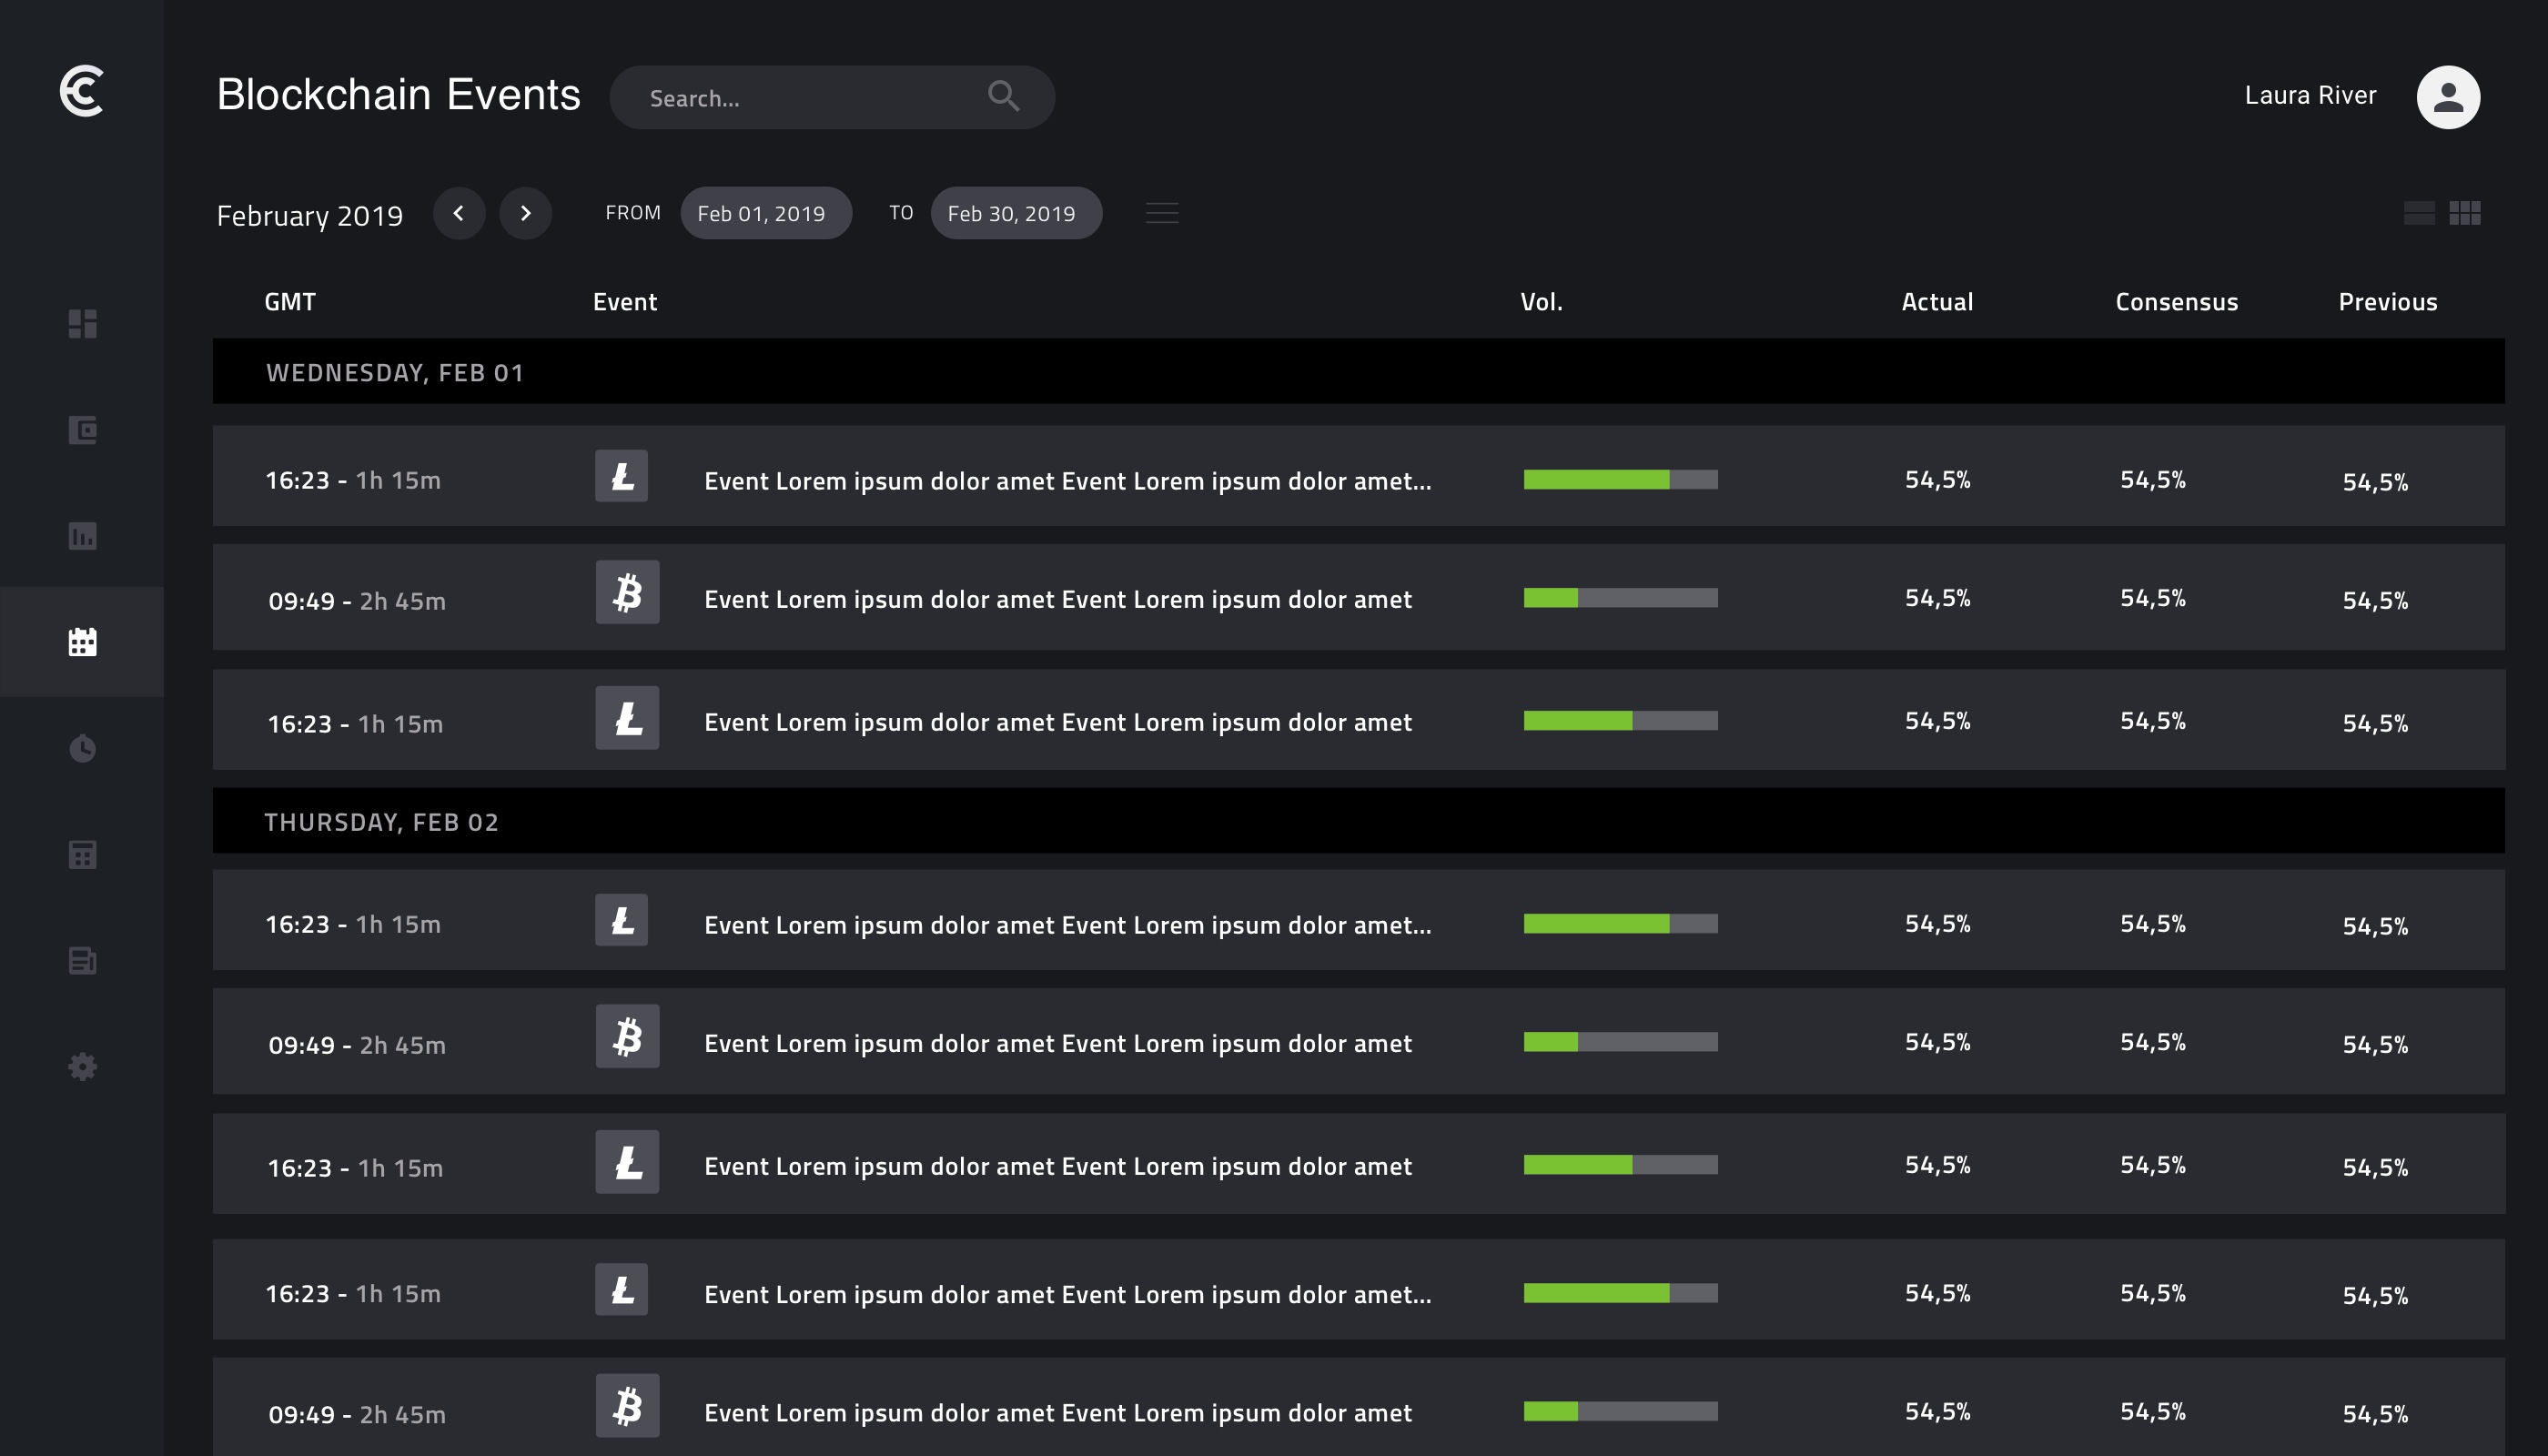 Blockchain Events
Search...
Laura River
February 2019
FROM Feb 01, 2019 TO Feb 30, 2019
GMT Event Vol. Actual Consensus Previous
WEDNESDAY, FEB 01
16:23 - 1h 15m Event Lorem ipsum dolor amet Event Lorem ipsum dolor amet... 54,5% 54,5% 54,5%
09:49 - 2h 45m Event Lorem ipsum dolor amet Event Lorem ipsum dolor amet 54,5% 54,5% 54,5%
16:23 - 1h 15m Event Lorem ipsum dolor amet Event Lorem ipsum dolor amet 54,5% 54,5% 54,5%
THURSDAY, FEB 02
16:23 - 1h 15m Event Lorem ipsum dolor amet Event Lorem ipsum dolor amet... 54,5% 54,5% 54,5%
09:49 - 2h 45m Event Lorem ipsum dolor amet Event Lorem ipsum dolor amet 54,5% 54,5% 54,5%
16:23 - 1h 15m Event Lorem ipsum dolor amet Event Lorem ipsum dolor amet 54,5% 54,5% 54,5%
16:23 - 1h 15m Event Lorem ipsum dolor amet Event Lorem ipsum dolor amet... 54,5% 54,5% 54,5%
09:49 - 2h 45m Event Lorem ipsum dolor amet Event Lorem ipsum dolor amet 54,5% 54,5% 54,5%